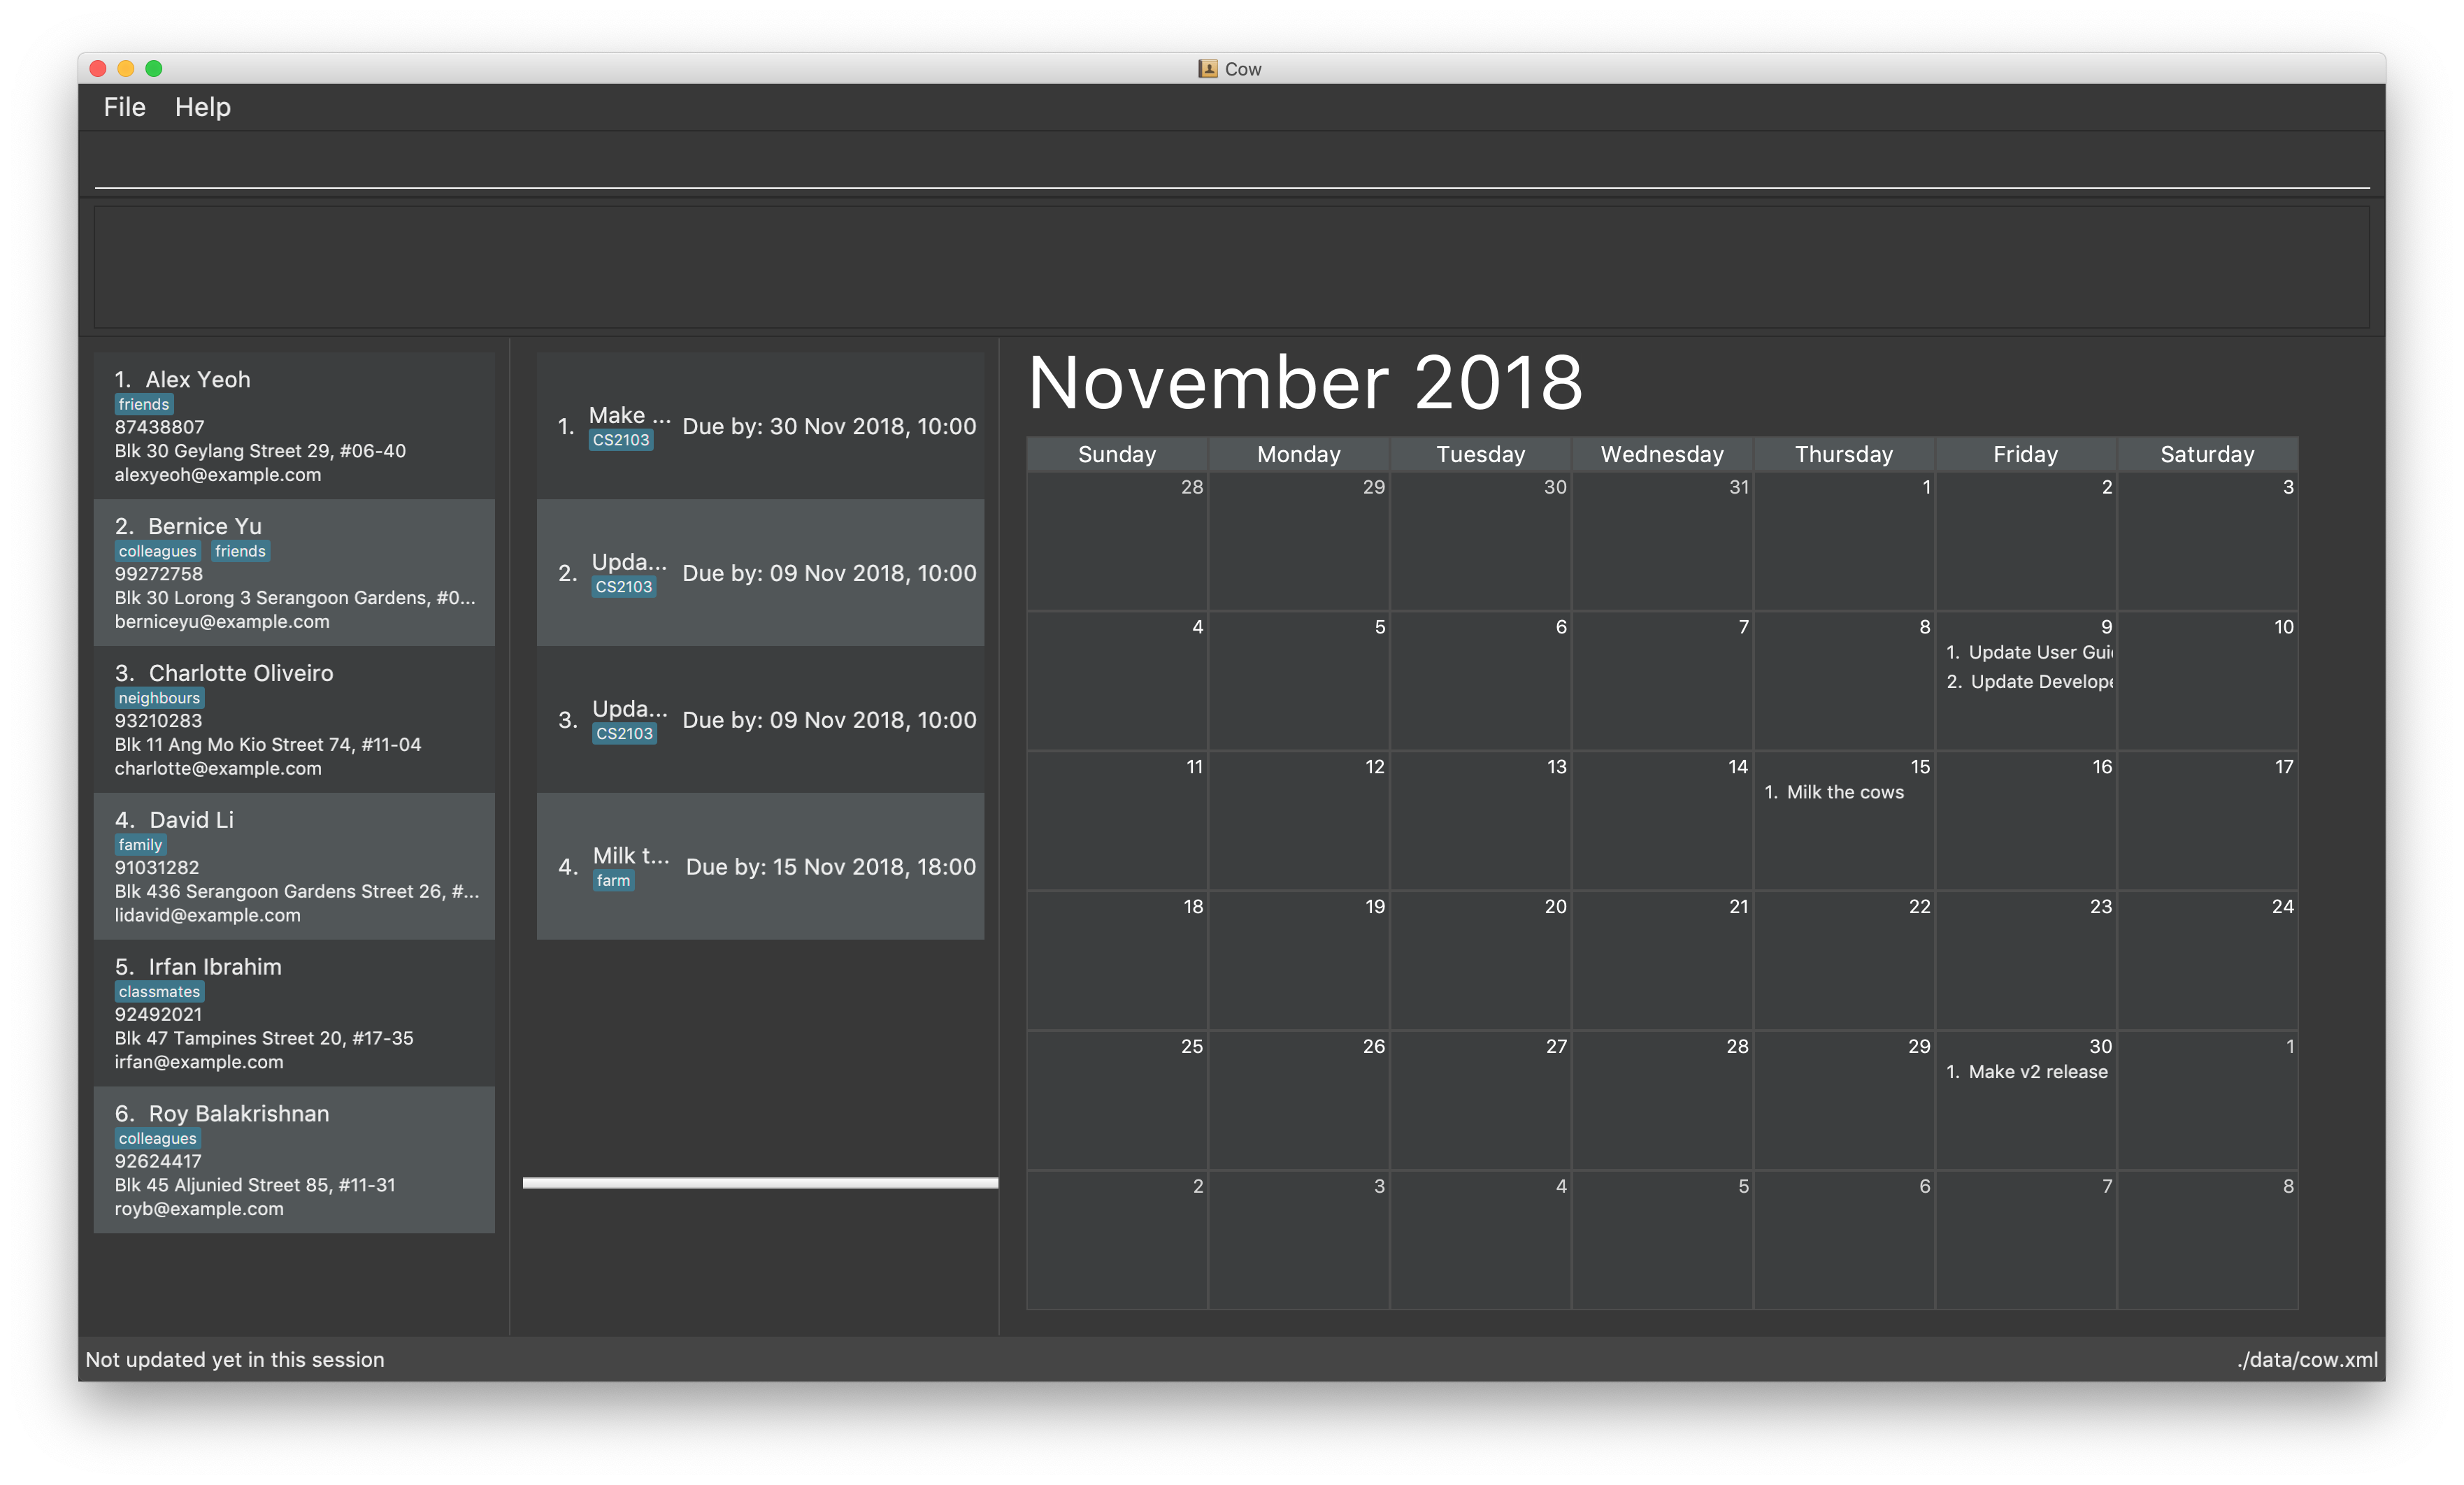 Cow
File Help
1. Alex Yeoh
friends
87438807
Blk 30 Geylang Street 29, #06-40
alexyeoh@example.com
2. Bernice Yu
colleagues friends
99272758
Blk 30 Lorong 3 Serangoon Gardens, #0...
berniceyu@example.com
3. Charlotte Oliveiro
neighbours
93210283
Blk 11 Ang Mo Kio Street 74, #11-04
charlotte@example.com
4. David Li
family
91031282
Blk 436 Serangoon Gardens Street 26, #...
lidavid@example.com
5. Irfan Ibrahim
classmates
92492021
Blk 47 Tampines Street 20, #17-35
irfan@example.com
6. Roy Balakrishnan
colleagues
92624417
Blk 45 Aljunied Street 85, #11-31
royb@example.com
1. Make ... Due by: 30 Nov 2018, 10:00
CS2103
2. Upda... Due by: 09 Nov 2018, 10:00
CS2103
3. Upda... Due by: 09 Nov 2018, 10:00
CS2103
4. Milk t... Due by: 15 Nov 2018, 18:00
farm
November 2018
Sunday Monday Tuesday Wednesday Thursday Friday Saturday
28 29 30 31 1 2 3
4 5 6 7 8 9 10
1. Update User Gui
2. Update Develope
11 12 13 14 15 16 17
1. Milk the cows
18 19 20 21 22 23 24
25 26 27 28 29 30 1
1. Make v2 release
2 3 4 5 6 7 8
Not updated yet in this session
./data/cow.xml